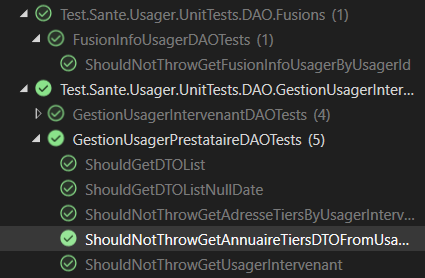 Test.Sante.Usager.UnitTests.DAO.Fusions (1)
FusionInfoUsagerDAOTests (1)
ShouldNotThrowGetFusionInfoUsagerByUsagerId
Test.Sante.Usager.UnitTests.DAO.GestionUsagerInter...
GestionUsagerIntervenantDAOTests (4)
GestionUsagerPrestataireDAOTests (5)
ShouldGetDTOList
ShouldGetDTOListNullDate
ShouldNotThrowGetAdresseTiersByUsagerInterv...
ShouldNotThrowGetAnnuaireTiersDTOFromUsa...
ShouldNotThrowGetUsagerIntervenant